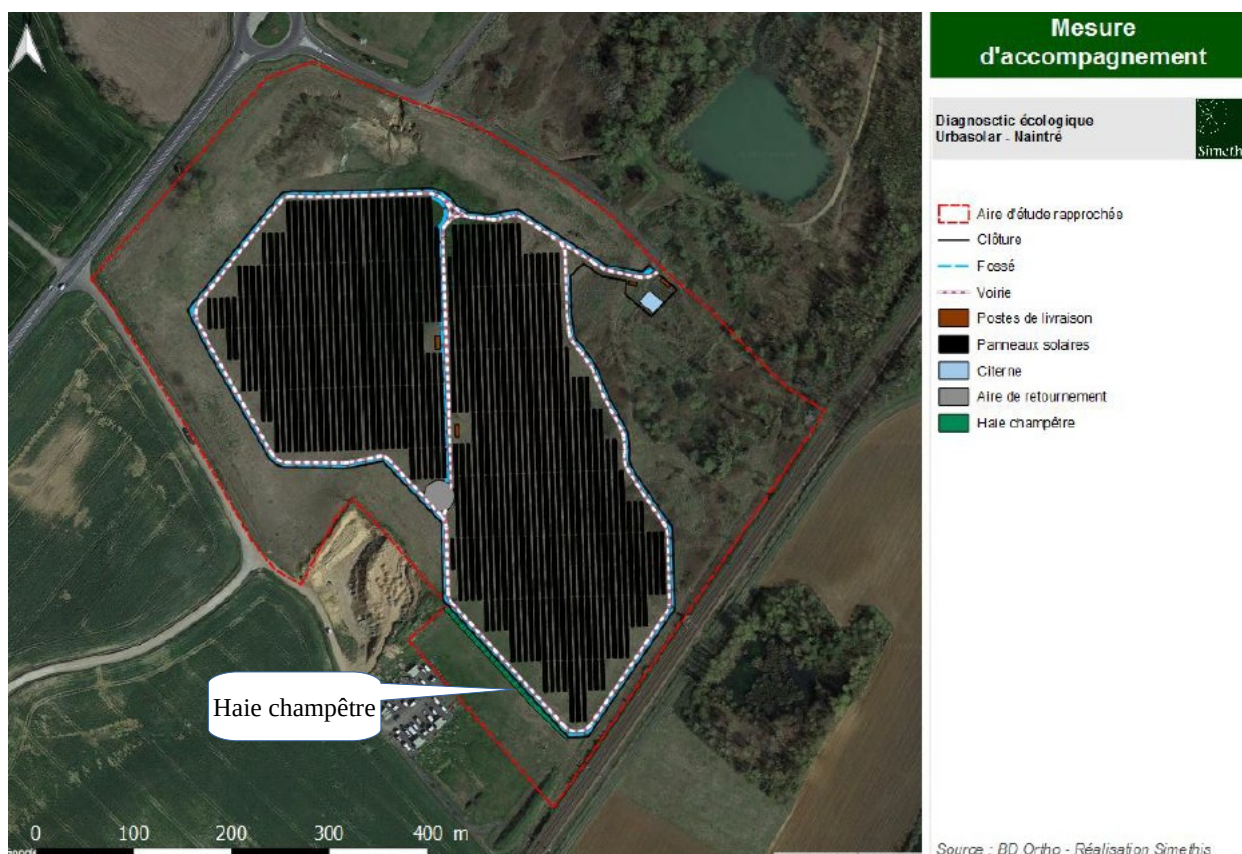 Mesure
d'accompagnement
Diagnosctic écologique
Urbasolar - Naintré
Simeth
Aire d'étude rapprochée
Clôture
Fossé
Voirie
Postes de livraison
Panneaux solaires
Citerne
Aire de retournement
Haie champêtre
Haie champêtre
0 100 200 300 400 m
Source : BD Ortho - Réalisation Simethis